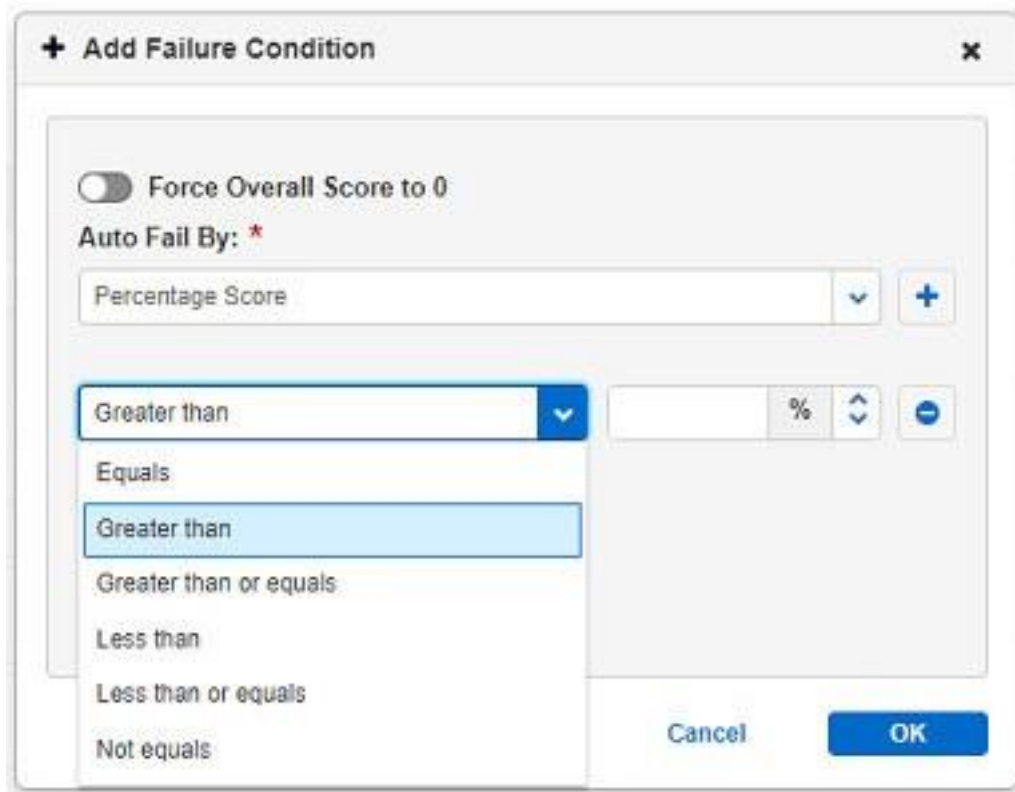 Add Failure Condition
Force Overall Score to 0
Auto Fail By: *
Percentage Score
Greater than
%
Equals
Greater than
Greater than or equals
Less than
Less than or equals
Not equals
Cancel
OK